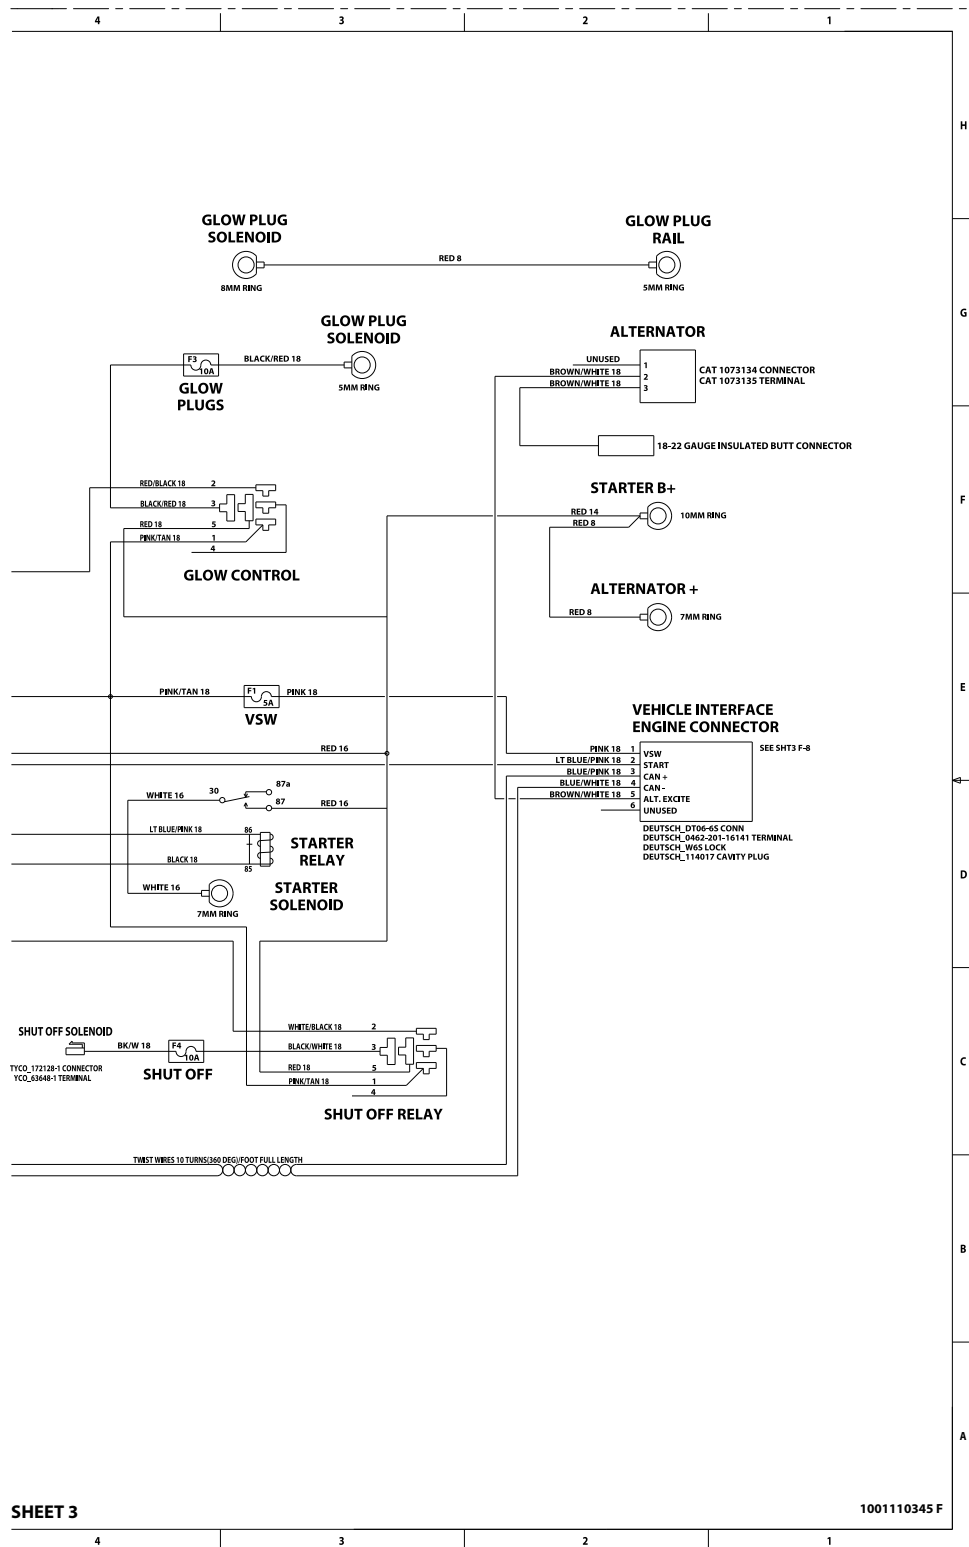 4 3 2 1
H
GLOW PLUG
SOLENOID
8MM RING
RED 8
GLOW PLUG
RAIL
5MM RING
G
GLOW PLUG
SOLENOID
5MM RING
F3
10A
BLACK/RED 18
GLOW
PLUGS
ALTERNATOR
UNUSED 1
BROWN/WHITE 18 2
BROWN/WHITE 18 3
CAT 1073134 CONNECTOR
CAT 1073135 TERMINAL
18-22 GAUGE INSULATED BUTT CONNECTOR
F
RED/BLACK 18 2
BLACK/RED 18 3
RED 18 5
PINK/TAN 18 1
4
GLOW CONTROL
STARTER B+
RED 14
RED 8
10MM RING
ALTERNATOR +
RED 8
7MM RING
E
PINK/TAN 18
F1
5A
PINK 18
VSW
RED 16
VEHICLE INTERFACE
ENGINE CONNECTOR
SEE SHT3 F-8
PINK 18 1 VSW
LT BLUE/PINK 18 2 START
BLUE/PINK 18 3 CAN +
BLUE/WHITE 18 4 CAN -
BROWN/WHITE 18 5 ALT. EXCITE
6 UNUSED
DEUTSCH_DT06-6S CONN
DEUTSCH_0462-201-16141 TERMINAL
DEUTSCH_W6S LOCK
DEUTSCH_114017 CAVITY PLUG
WHITE 16
30
87a
87
RED 16
LT BLUE/PINK 18
86
BLACK 18
85
STARTER
RELAY
WHITE 16
7MM RING
STARTER
SOLENOID
D
SHUT OFF SOLENOID
BK/W 18
F4
10A
SHUT OFF
TYCO_172128-1 CONNECTOR
YCO_63648-1 TERMINAL
WHITE/BLACK 18 2
BLACK/WHITE 18 3
RED 18 5
PINK/TAN 18 1
4
SHUT OFF RELAY
C
TWIST WIRES 10 TURNS(360 DEG)/FOOT FULL LENGTH
B
A
SHEET 3
1001110345 F
4 3 2 1